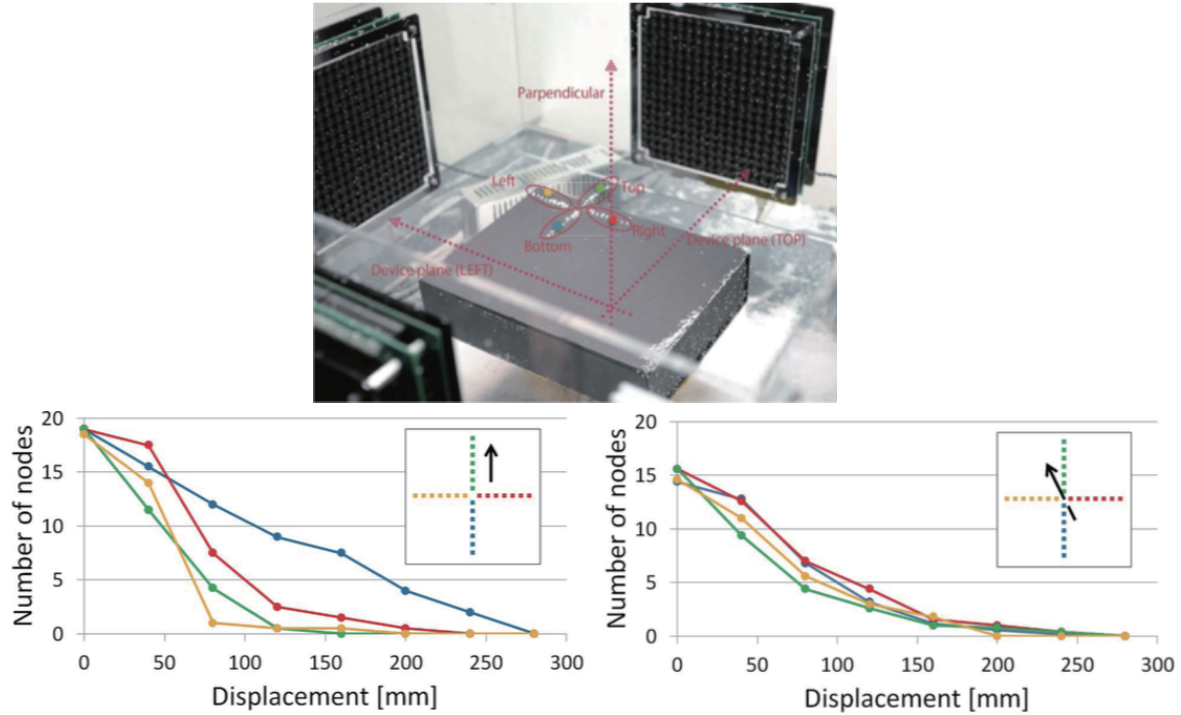 Parpendicular
Left
Top
Bottom
Right
Device plane (TOP)
Device plane (LEFT)
20
15
10
5
0
Number of nodes
0 50 100 150 200 250 300
Displacement [mm]
20
15
10
5
0
Number of nodes
0 50 100 150 200 250 300
Displacement [mm]